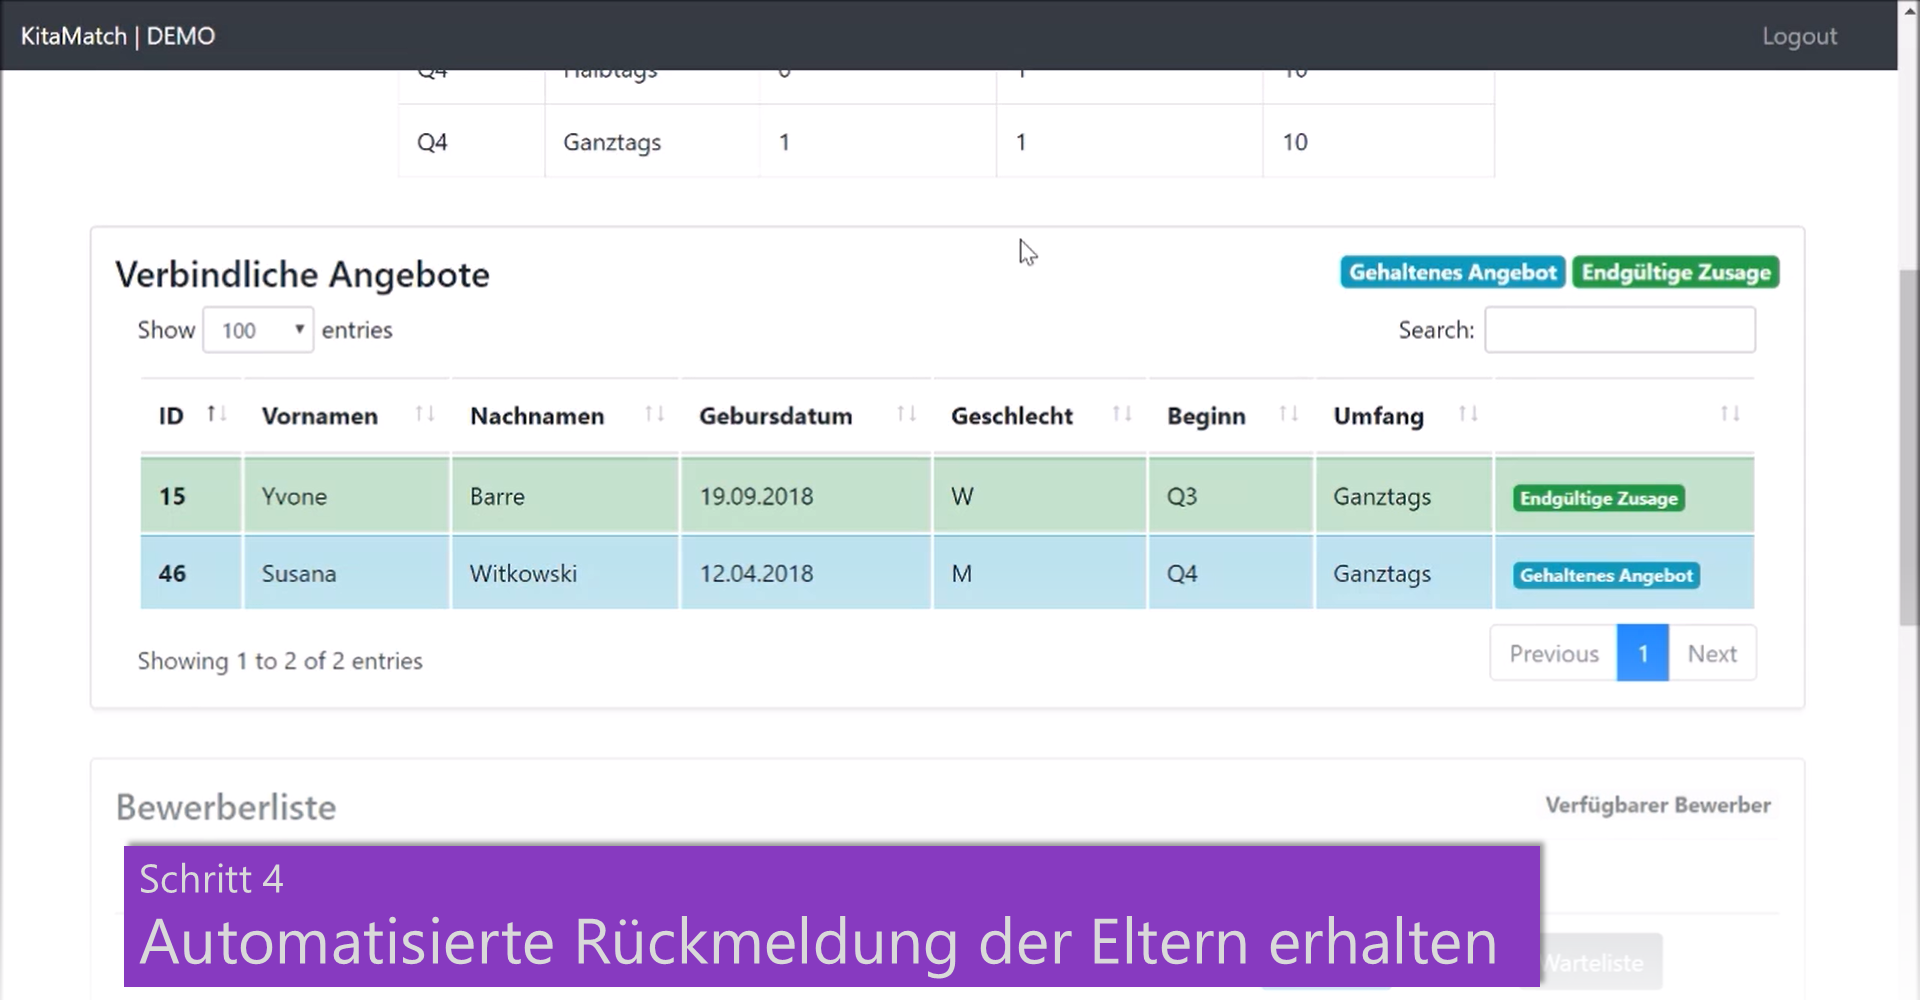 KitaMatch | DEMO Logout
Q4 Halbtags 0 1 10
Q4 Ganztags 1 1 10
Verbindliche Angebote Gehaltenes Angebot Endgültige Zusage
Show 100 entries Search:
ID Vornamen Nachnamen Gebursdatum Geschlecht Beginn Umfang
15 Yvone Barre 19.09.2018 W Q3 Ganztags Endgültige Zusage
46 Susana Witkowski 12.04.2018 M Q4 Ganztags Gehaltenes Angebot
Showing 1 to 2 of 2 entries Previous 1 Next
Bewerberliste Verfügbarer Bewerber
Schritt 4
Automatisierte Rückmeldung der Eltern erhalten
Warteliste